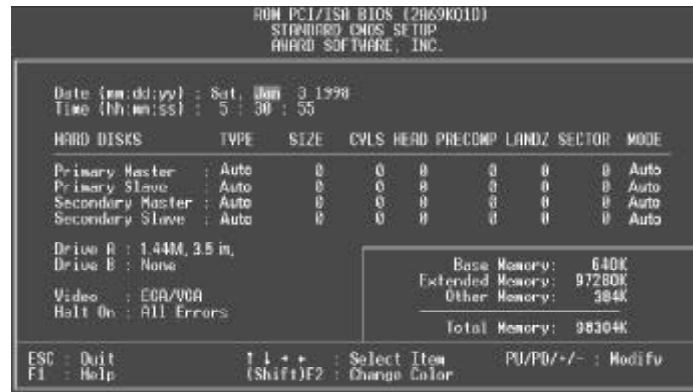 ROM PCI/ISA BIOS (2A69KQ1D)
STANDARD CMOS SETUP
AWARD SOFTWARE, INC.
Date (mm:dd:yy) : Sat, Jan 3 1998
Time (hh:mm:ss) : 5 : 30 : 55
HARD DISKS TYPE SIZE CYLS HEAD PRECOMP LANDZ SECTOR MODE
Primary Master : Auto 0 0 0 0 0 0 Auto
Primary Slave : Auto 0 0 0 0 0 0 Auto
Secondary Master : Auto 0 0 0 0 0 0 Auto
Secondary Slave : Auto 0 0 0 0 0 0 Auto
Drive A : 1.44M, 3.5 in,
Drive B : None
Video : EGA/VGA
Halt On : All Errors
Base Memory: 640K
Extended Memory: 97280K
Other Memory: 384K
Total Memory: 98304K
ESC : Quit ↑ ↓ → ← : Select Item PU/PD/+/- : Modify
F1 : Help (Shift)F2 : Change Color